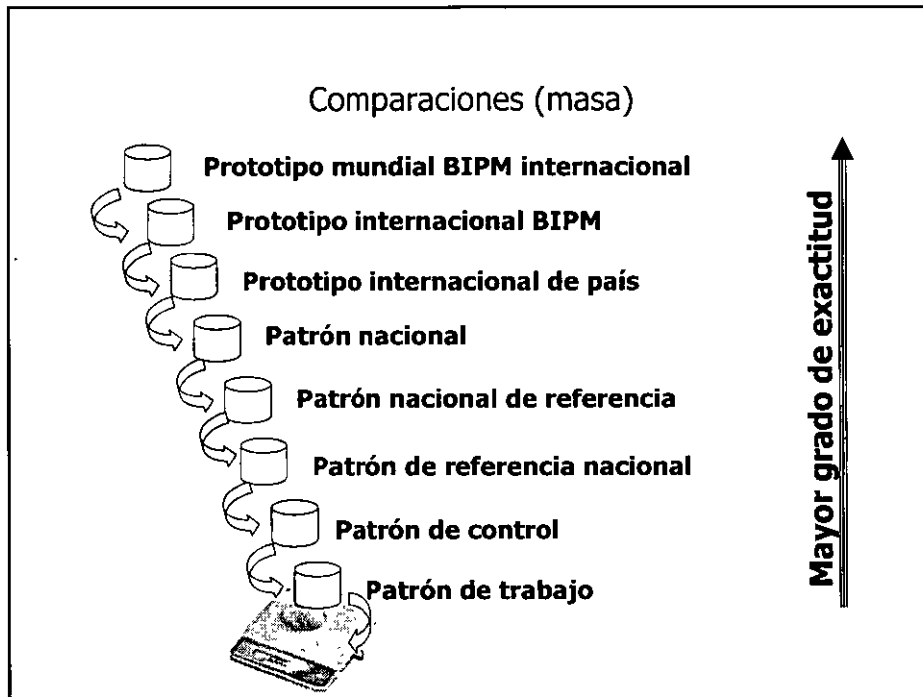 Comparaciones (masa)
Prototipo mundial BIPM internacional
Prototipo internacional BIPM
Prototipo internacional de país
Patrón nacional
Patrón nacional de referencia
Patrón de referencia nacional
Patrón de control
Patrón de trabajo
Mayor grado de exactitud